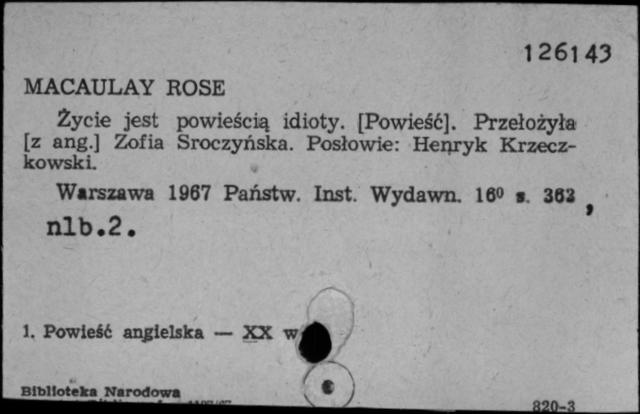 126143
MACAULAY ROSE
Życie jest powieścią idioty. [Powieść]. Przełożyła
[z ang.] Zofia Sroczyńska. Posłowie: Henryk Krzecz-
kowski.
Warszawa 1967 Państw. Inst. Wydawn. 16⁰ s. 363,
nlb.2.
1. Powieść angielska — XX w
Biblioteka Narodowa
820-3